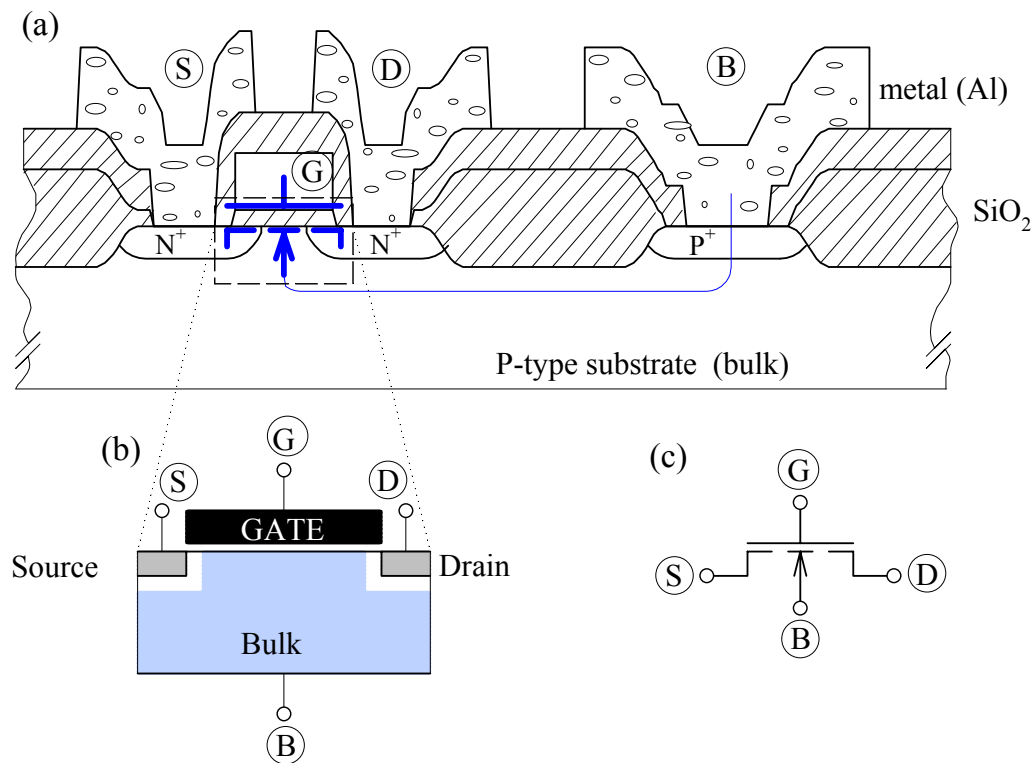 (a)
S
D
B
metal (Al)
G
SiO2
N+
N+
P+
P-type substrate (bulk)
(b)
G
S
D
GATE
Source
Drain
Bulk
B
(c)
G
S
D
B